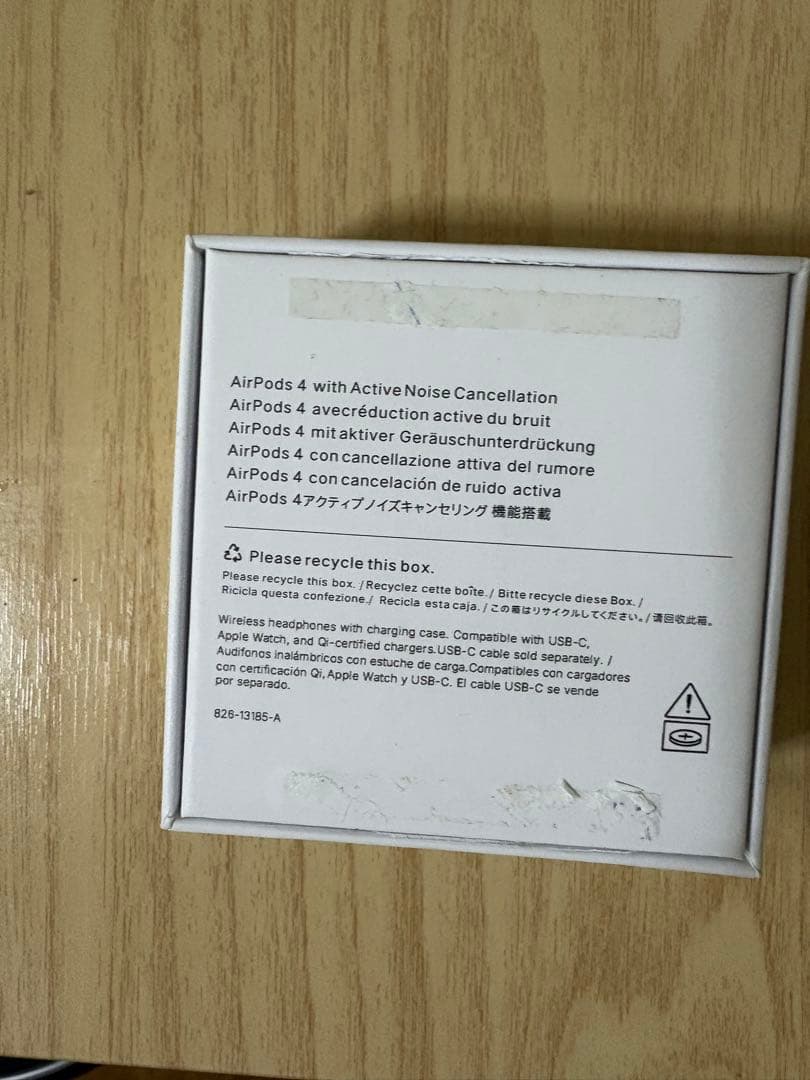 AirPods 4 with Active Noise Cancellation
AirPods 4 avecréduction active du bruit
AirPods 4 mit aktiver Geräuschunterdrückung
AirPods 4 con cancellazione attiva del rumore
AirPods 4 con cancelación de ruido activa
AirPods 4アクティブノイズキャンセリング 機能搭載
Please recycle this box.
Please recycle this box. / Recyclez cette boîte. / Bitte recycle diese Box. /
Ricicla questa confezione./ Recicla esta caja. / この箱はリサイクルしてください。/ 请回收此箱。
Wireless headphones with charging case. Compatible with USB-C,
Apple Watch, and Qi-certified chargers.USB-C cable sold separately. /
Audifonos inalámbricos con estuche de carga.Compatibles con cargadores
con certificación Qi, Apple Watch y USB-C. El cable USB-C se vende
por separado.
826-13185-A